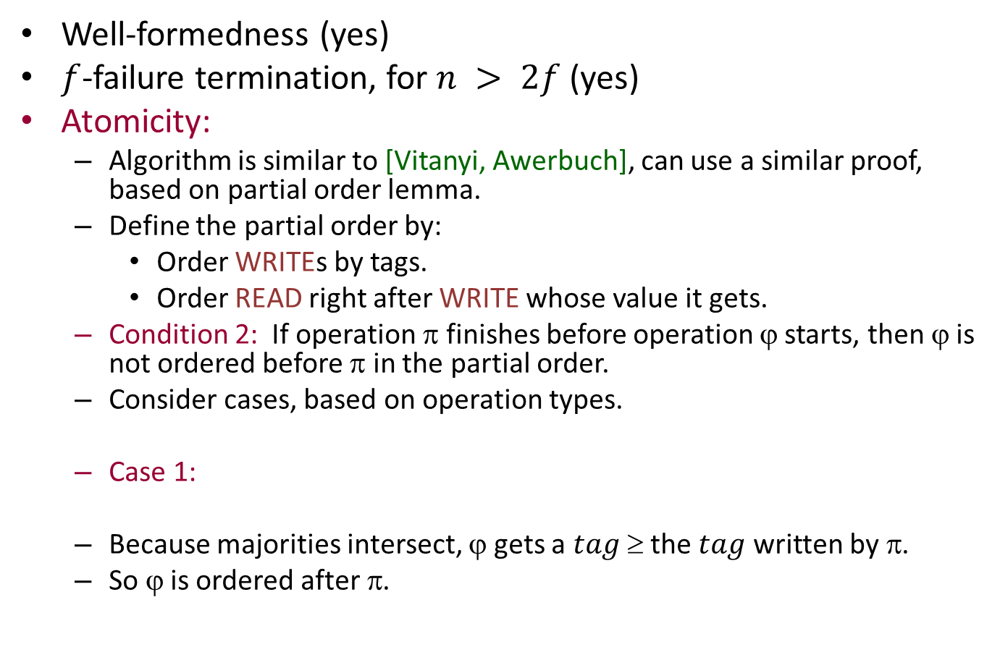 • Well-formedness (yes)
• f-failure termination, for n > 2f (yes)
• Atomicity:
– Algorithm is similar to [Vitanyi, Awerbuch], can use a similar proof,
based on partial order lemma.
– Define the partial order by:
• Order WRITEs by tags.
• Order READ right after WRITE whose value it gets.
– Condition 2: If operation π finishes before operation φ starts, then φ is
not ordered before π in the partial order.
– Consider cases, based on operation types.
– Case 1:
– Because majorities intersect, φ gets a tag ≥ the tag written by π.
– So φ is ordered after π.